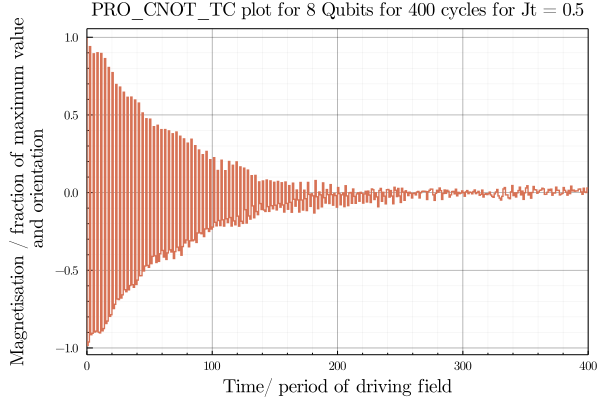 PRO_CNOT_TC plot for 8 Qubits for 400 cycles for Jt = 0.5
Magnetisation / fraction of maximum value
and orientation
1.0
0.5
0.0
−0.5
−1.0
0 100 200 300 400
Time/ period of driving field